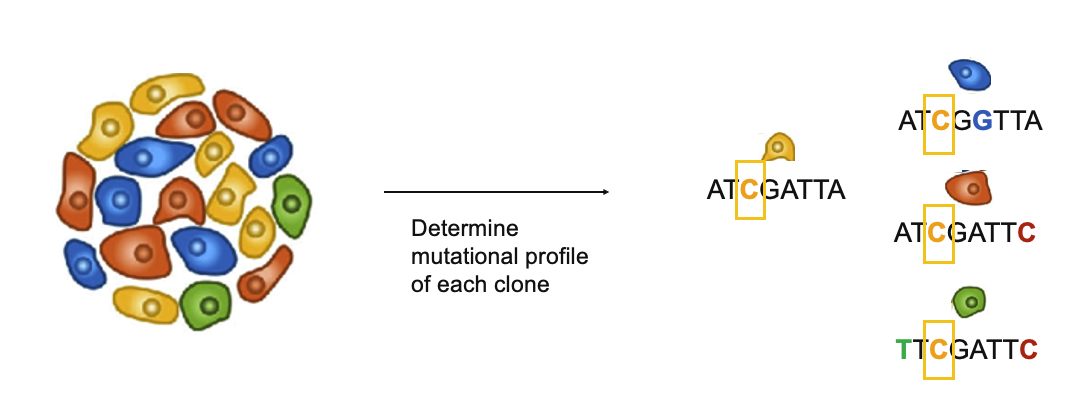 Determine
mutational profile
of each clone
ATCGATTA
ATCGGTTA
ATCGATTC
TTCGATTC